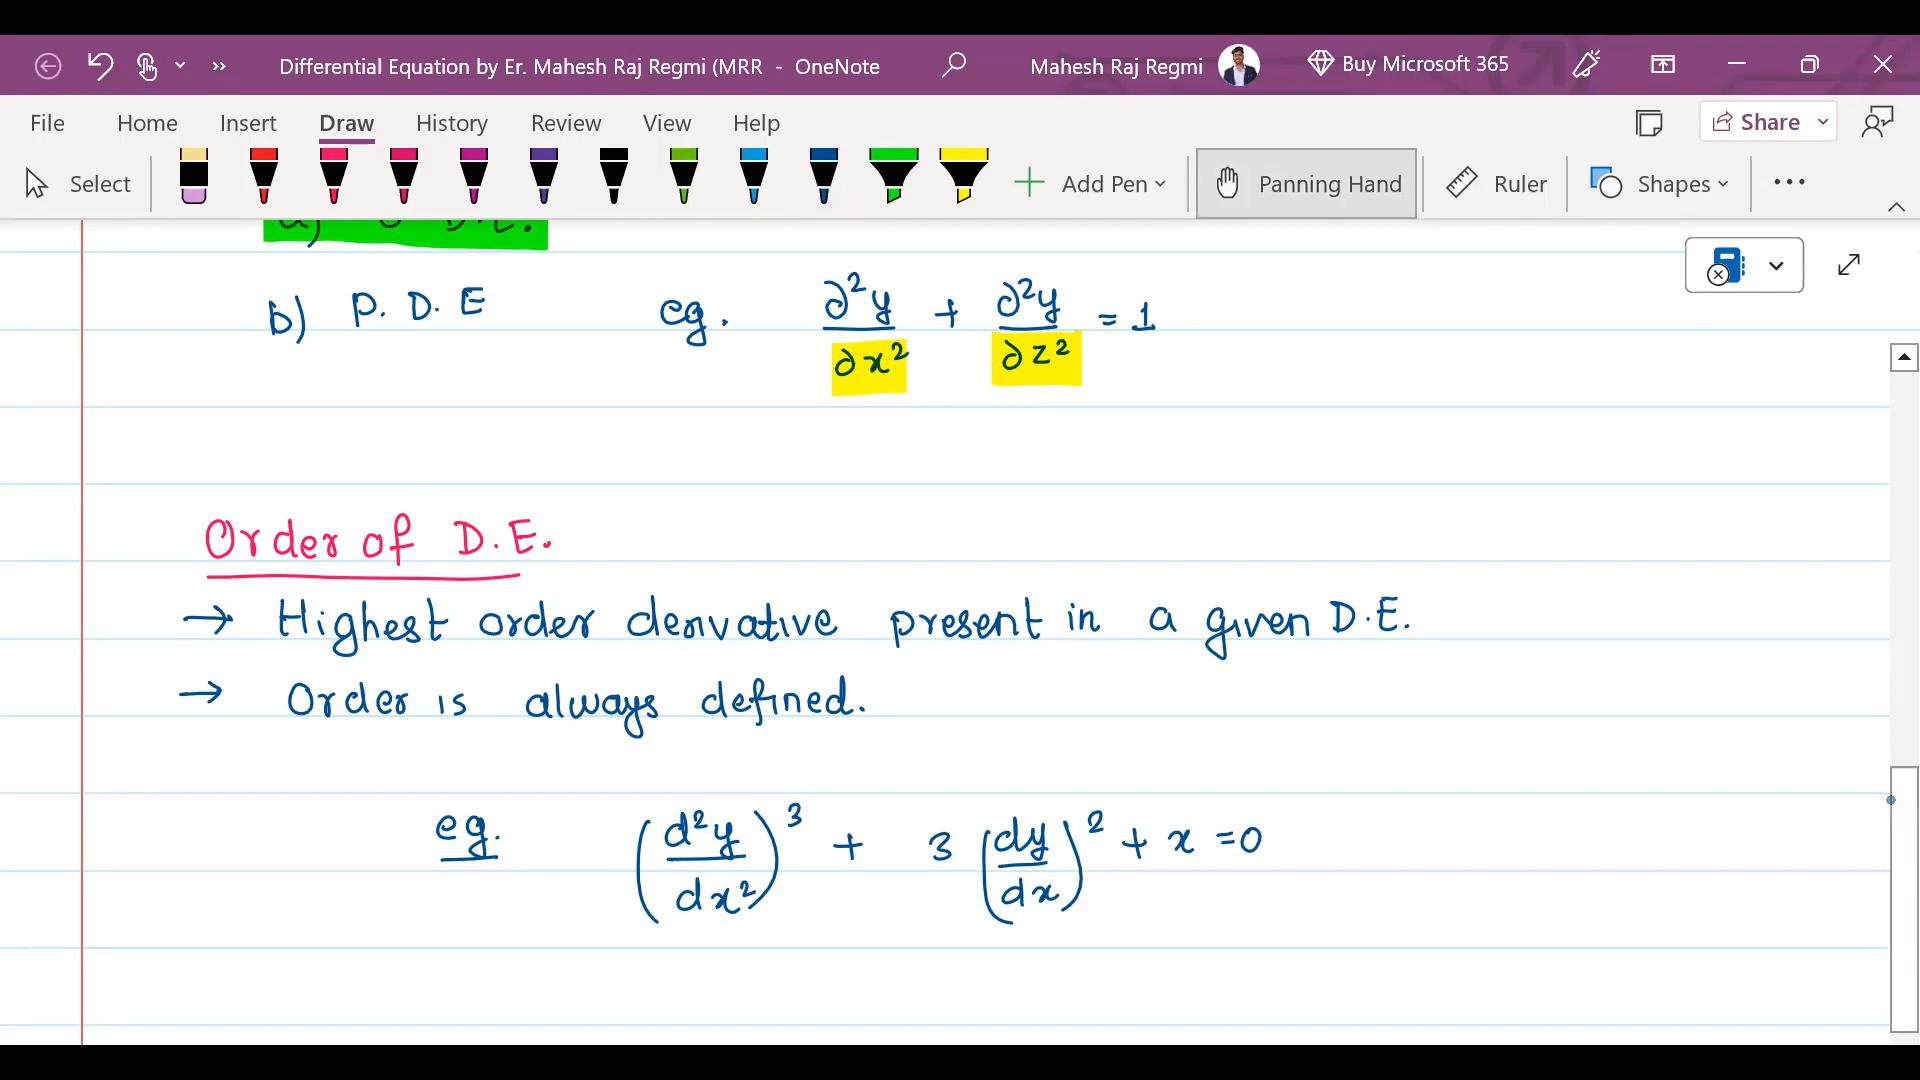 Differential Equation by Er. Mahesh Raj Regmi (MRR - OneNote
Mahesh Raj Regmi
Buy Microsoft 365
File Home Insert Draw History Review View Help
Share
Select
Add Pen
Panning Hand
Ruler
Shapes
b) P. D. E eg. ∂²y/∂x² + ∂²y/∂z² = 1
Order of D.E.
→ Highest order derivative present in a given D.E.
→ Order is always defined.
eg. (d²y/dx²)³ + 3 (dy/dx)² + x = 0